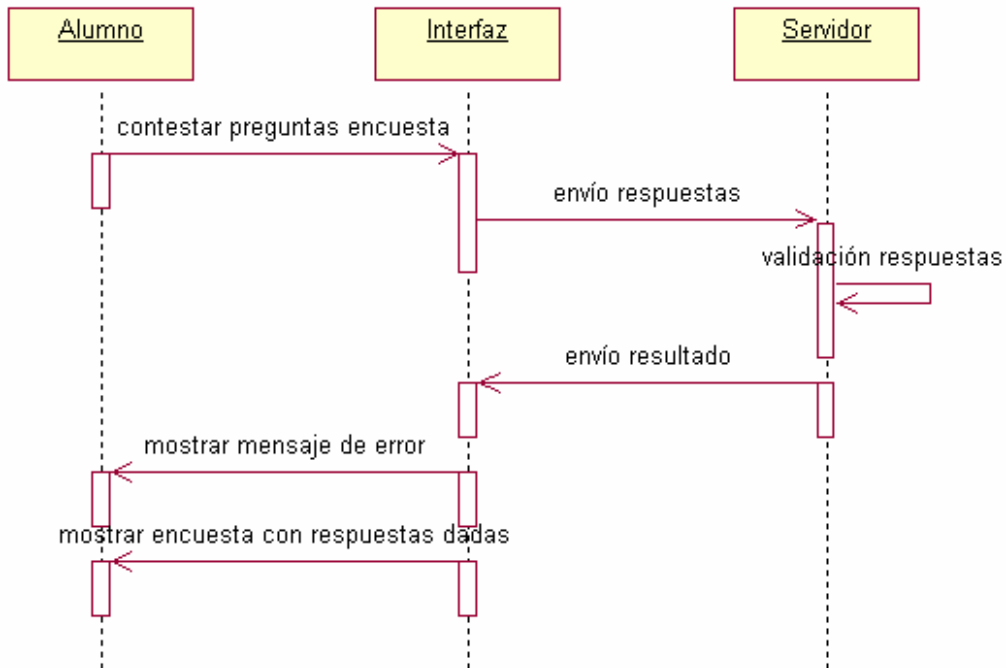 Alumno
Interfaz
Servidor
contestar preguntas encuesta
envío respuestas
validación respuestas
envío resultado
mostrar mensaje de error
mostrar encuesta con respuestas dadas